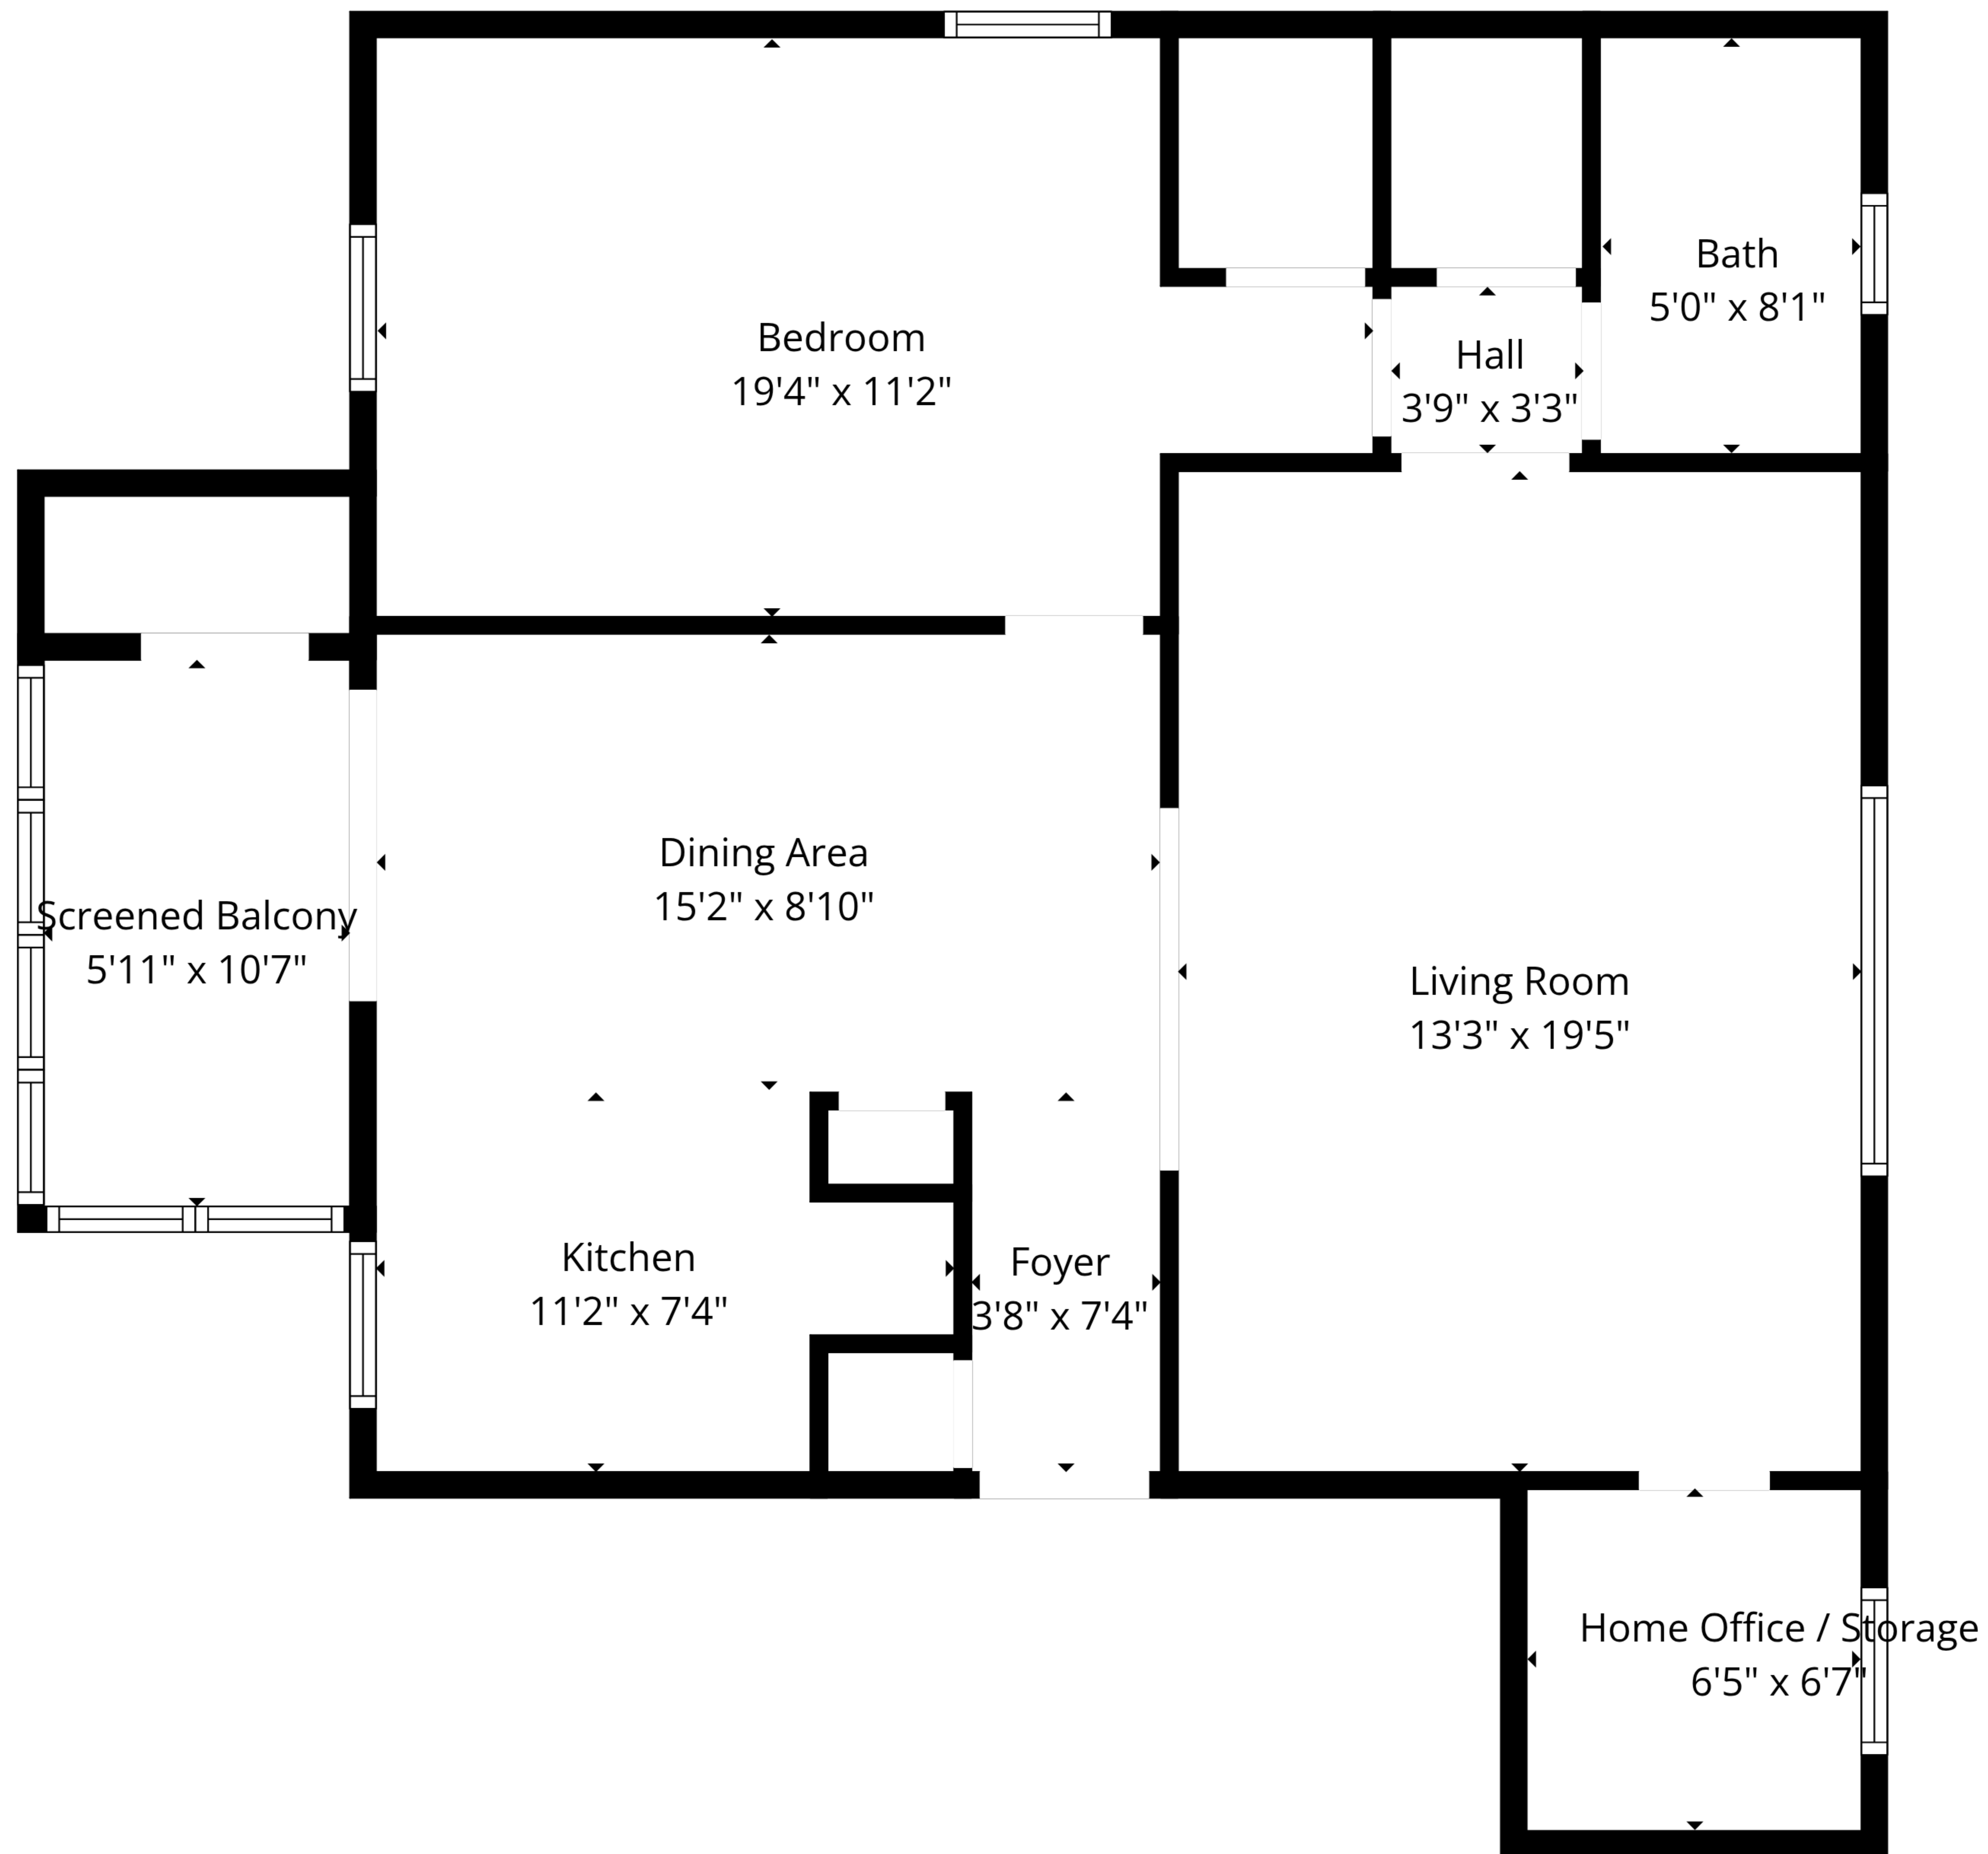 Bath
5'0" x 8'1"
Bedroom
19'4" x 11'2"
Hall
3'9" x 3'3"
Dining Area
15'2" x 8'10"
Screened Balcony
5'11" x 10'7"
Living Room
13'3" x 19'5"
Kitchen
11'2" x 7'4"
Foyer
3'8" x 7'4"
Home Office / Storage
6'5" x 6'7"